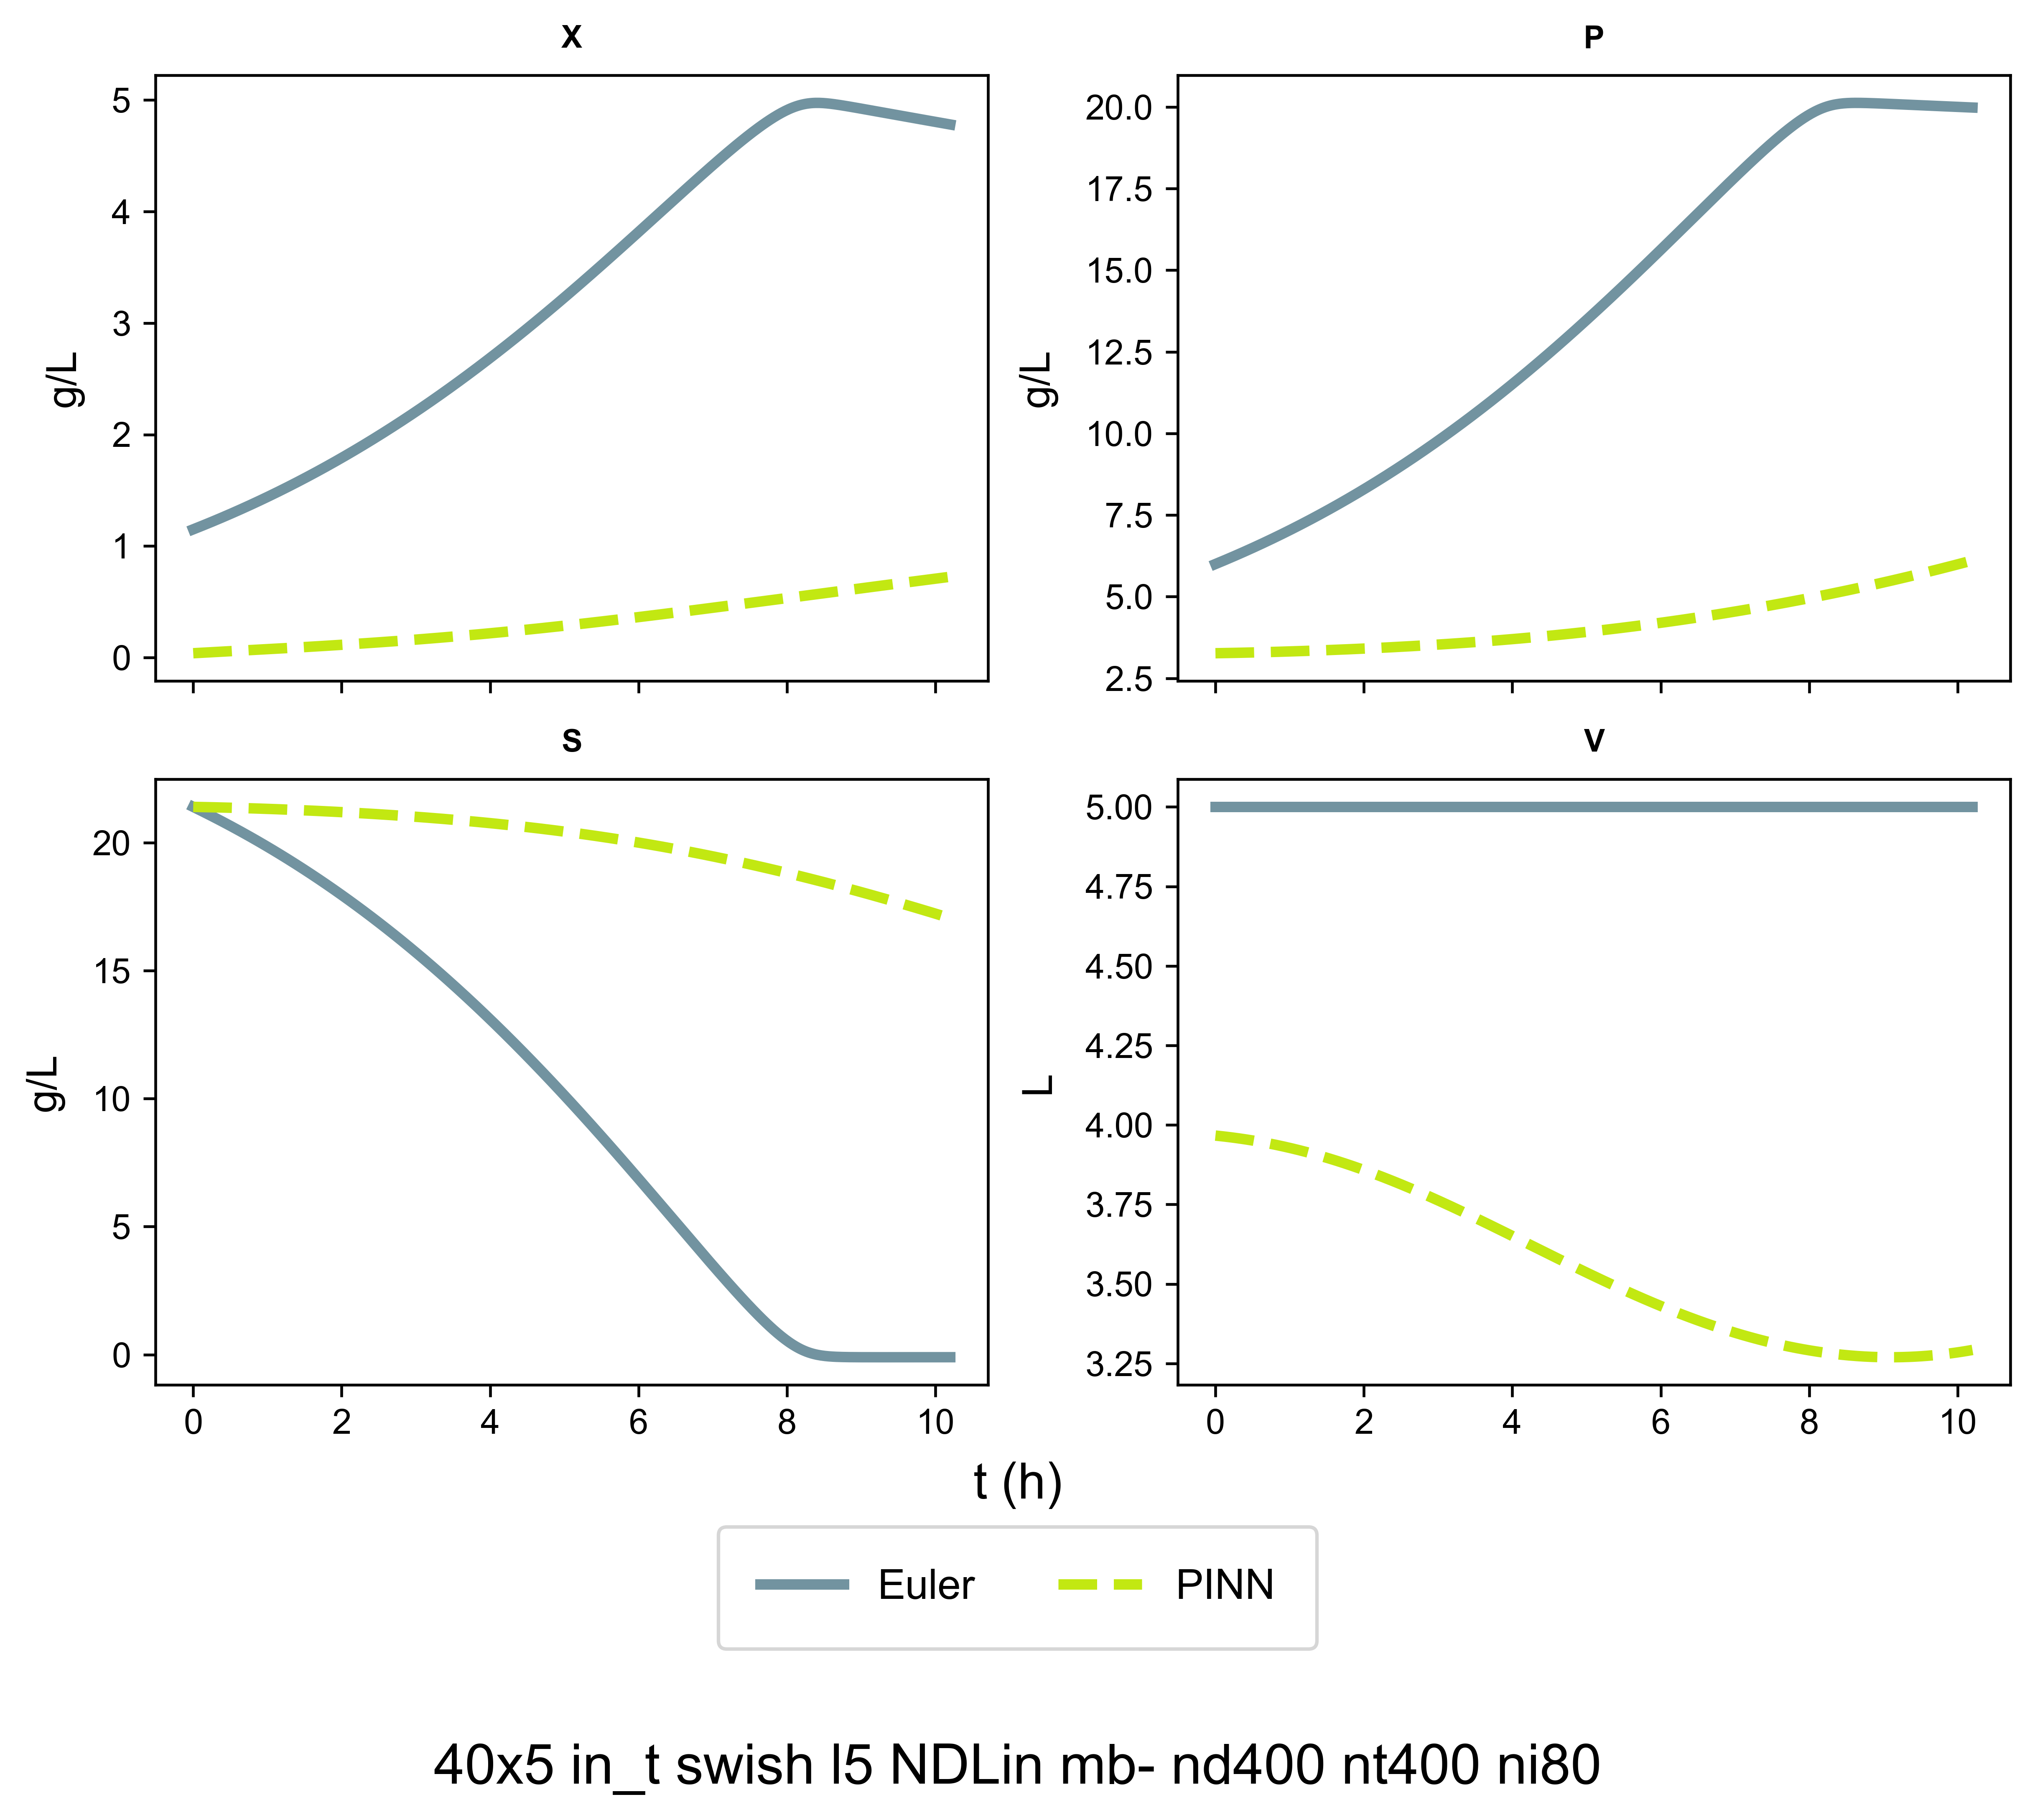 X
P
5
4
3
2
1
0
g/L
20.0
17.5
15.0
12.5
10.0
7.5
5.0
2.5
g/L
S
V
20
15
10
5
0
g/L
0 2 4 6 8 10
5.00
4.75
4.50
4.25
4.00
3.75
3.50
3.25
L
0 2 4 6 8 10
t (h)
Euler PINN
40x5 in_t swish l5 NDLin mb- nd400 nt400 ni80